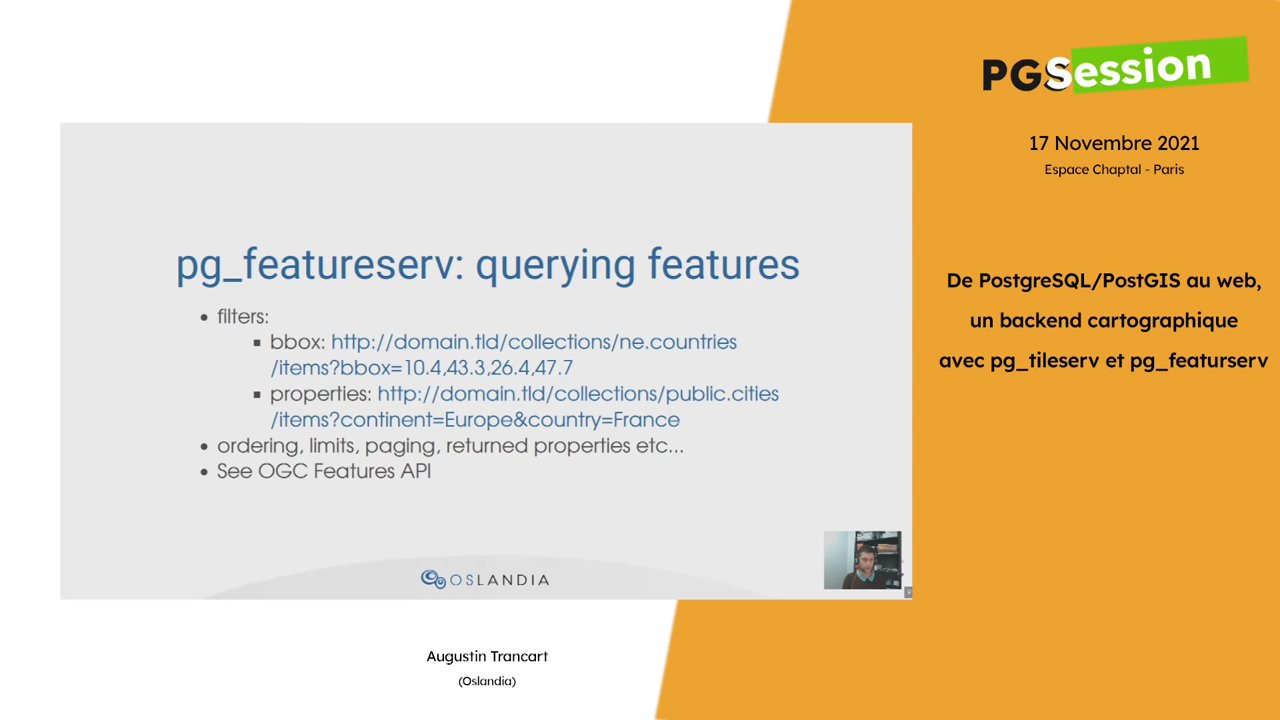 PGSession
17 Novembre 2021
Espace Chaptal - Paris
De PostgreSQL/PostGIS au web,
un backend cartographique
avec pg_tileserv et pg_featurserv
pg_featureserv: querying features
• filters:
▪ bbox: http://domain.tld/collections/ne.countries
/items?bbox=10.4,43.3,26.4,47.7
▪ properties: http://domain.tld/collections/public.cities
/items?continent=Europe&country=France
• ordering, limits, paging, returned properties etc...
• See OGC Features API
OSLANDIA
9
Augustin Trancart
(Oslandia)